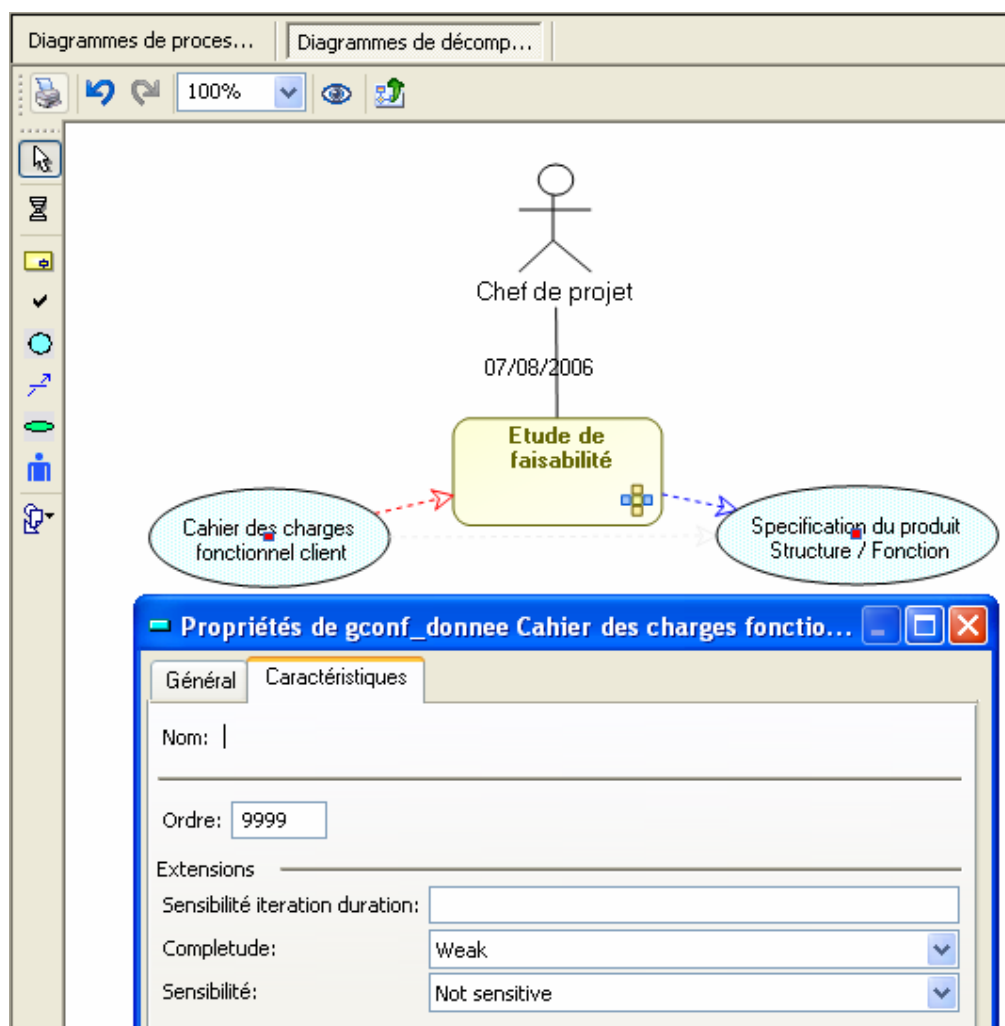 Diagrammes de proces...
Diagrammes de décomp...
100%
Chef de projet
07/08/2006
Etude de
faisabilité
Cahier des charges
fonctionnel client
Specification du produit
Structure / Fonction
Propriétés de gconf_donnee Cahier des charges fonctio...
Général
Caractéristiques
Nom:
Ordre: 9999
Extensions
Sensibilité iteration duration:
Completude: Weak
Sensibilité: Not sensitive